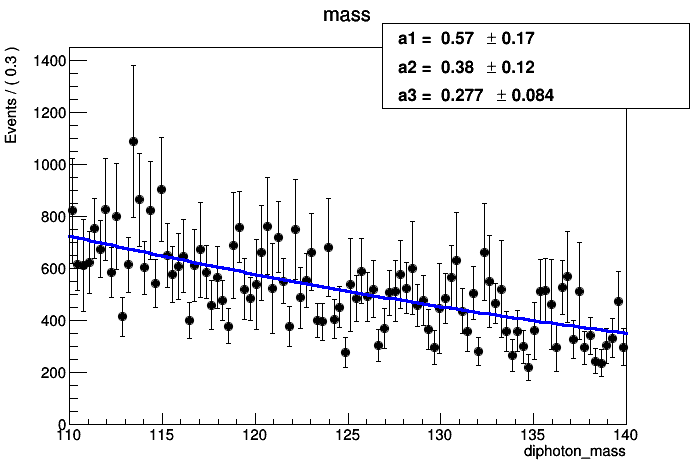 mass
a1 = 0.57 ± 0.17
a2 = 0.38 ± 0.12
a3 = 0.277 ± 0.084
Events / ( 0.3 )
1400
1200
1000
800
600
400
200
0
110 115 120 125 130 135 140
diphoton_mass